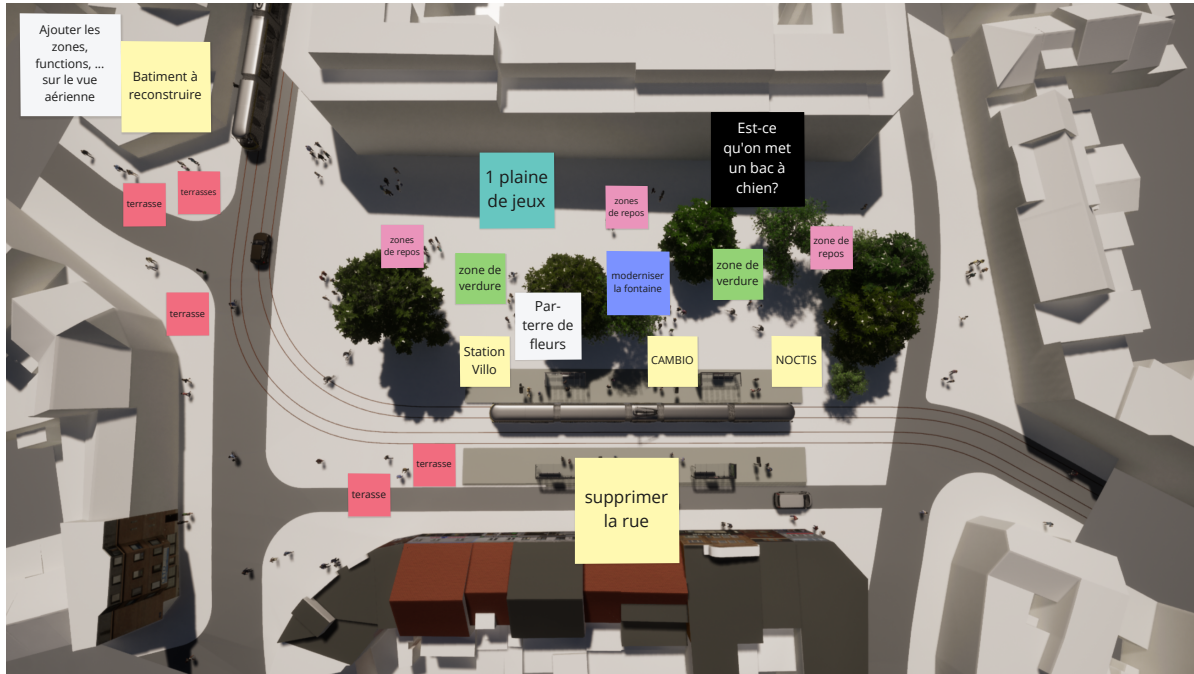 Ajouter les
zones,
functions, ...
sur le vue
aérienne
Batiment à
reconstruire
Est-ce
qu'on met
un bac à
chien?
1 plaine
de jeux
terrasses
terrasse
zones
de repos
zones
de repos
zone de
repos
zone de
verdure
moderniser
la fontaine
zone de
verdure
terrasse
Par-
terre de
fleurs
Station
Villo
CAMBIO
NOCTIS
terrasse
terasse
supprimer
la rue